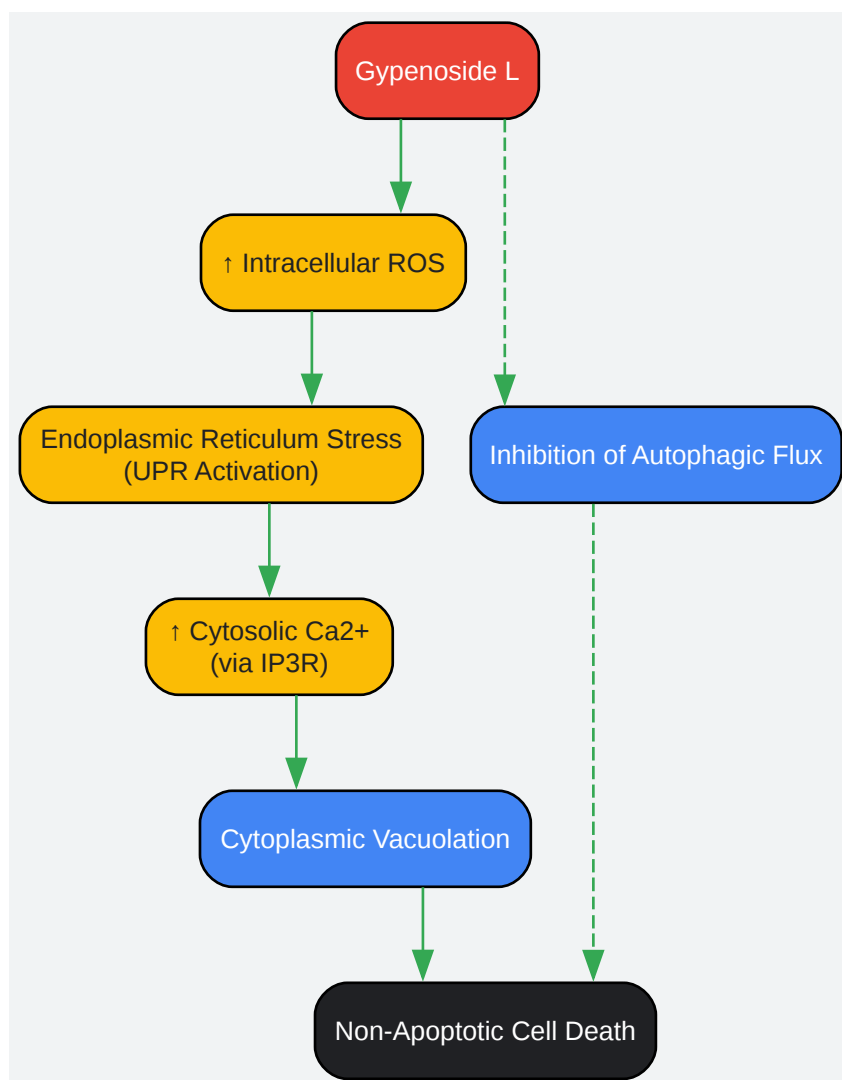 Gypenoside L
↑ Intracellular ROS
Endoplasmic Reticulum Stress
(UPR Activation)
Inhibition of Autophagic Flux
↑ Cytosolic Ca2+
(via IP3R)
Cytoplasmic Vacuolation
Non-Apoptotic Cell Death